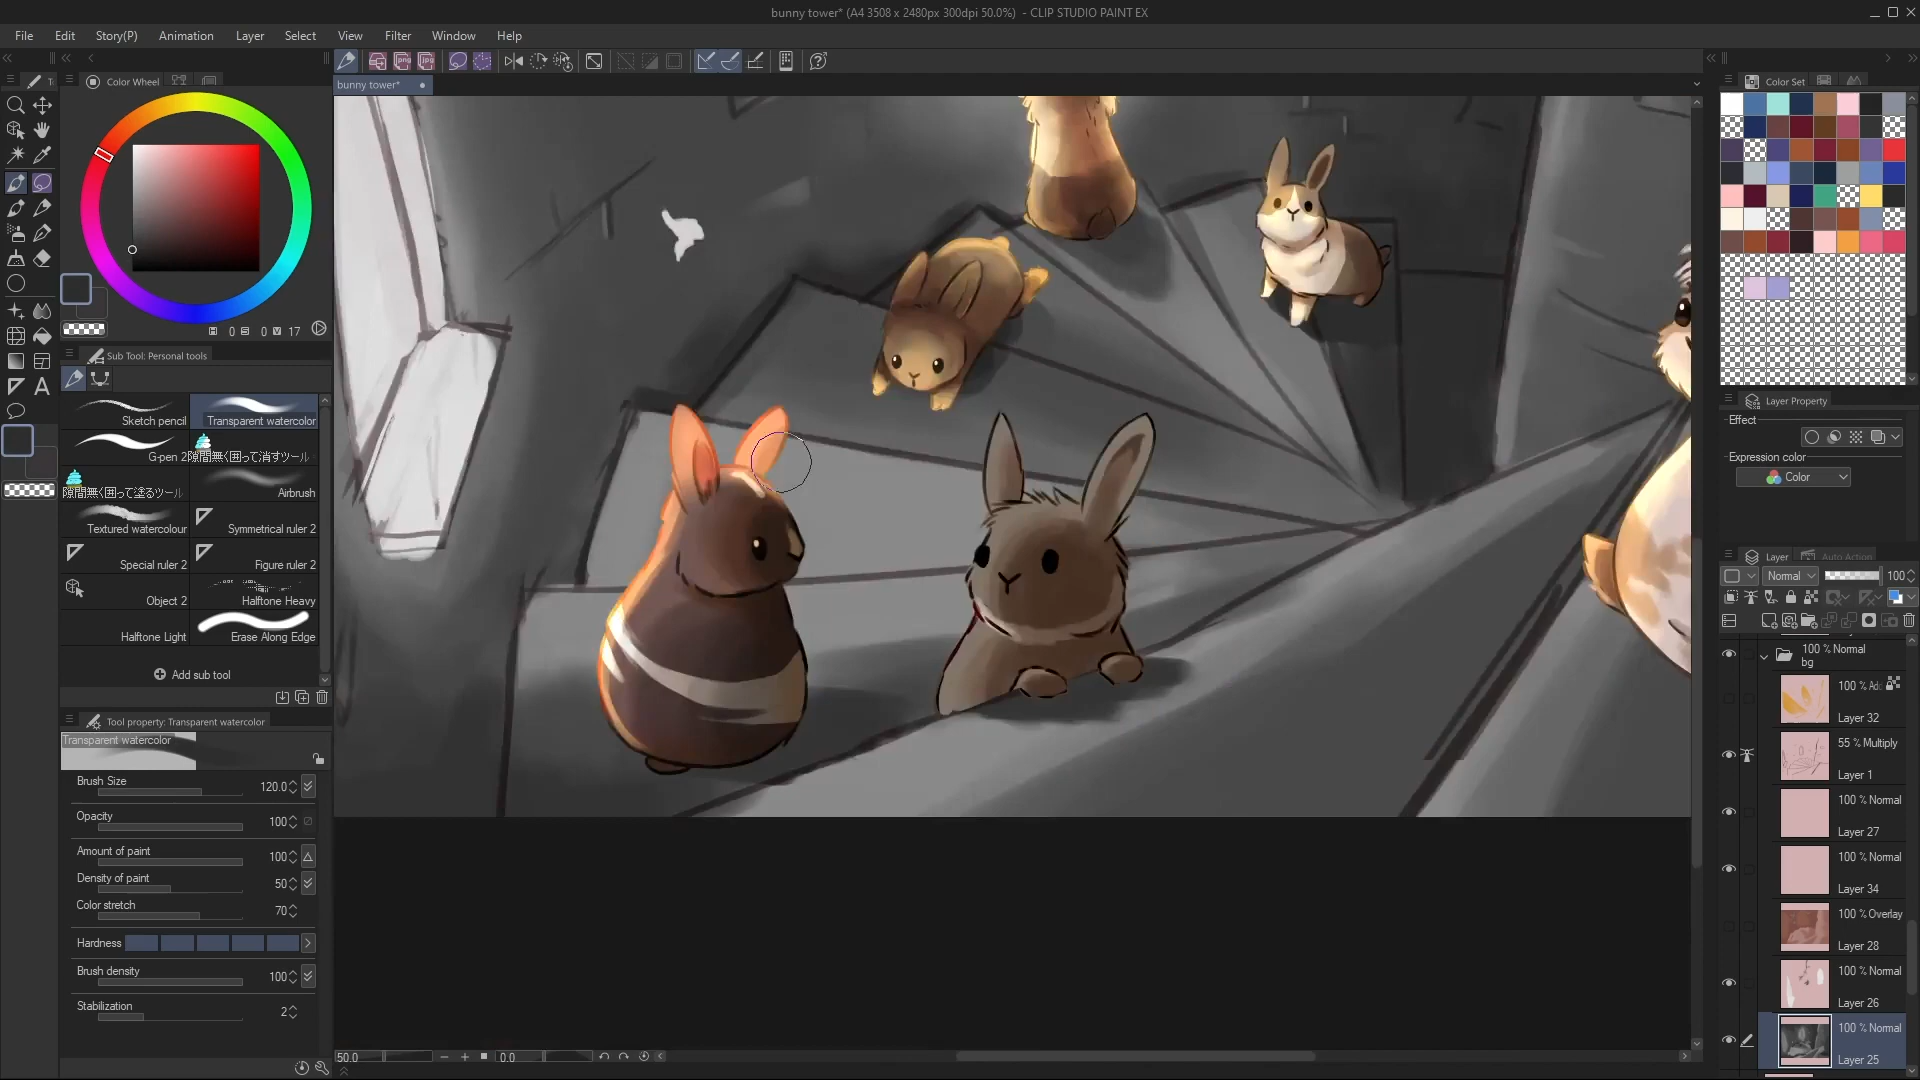 bunny tower* (A4 3508 x 2480px 300dpi 50.0%) - CLIP STUDIO PAINT EX
File Edit Story(P) Animation Layer Select View Filter Window Help
bunny tower*
Color Wheel
H 0 S 0 V 17
Sub Tool: Personal tools
Sketch pencil Transparent watercolor
G-pen 2 隙間無く囲って消すツール
隙間無く囲って塗るツール Airbrush
Textured watercolour Symmetrical ruler 2
Special ruler 2 Figure ruler 2
Object 2 Halftone Heavy
Halftone Light Erase Along Edge
Add sub tool
Tool property: Transparent watercolor
Transparent watercolor
Brush Size 120.0
Opacity 100
Amount of paint 100
Density of paint 50
Color stretch 70
Hardness
Brush density 100
Stabilization 2
50.0 0.0
Color Set
Layer Property
Effect
Expression color
Color
Layer Auto Action
Normal 100
100 % Normal
bg
100 % Ad
Layer 32
55 % Multiply
Layer 1
100 % Normal
Layer 27
100 % Normal
Layer 34
100 % Overlay
Layer 28
100 % Normal
Layer 26
100 % Normal
Layer 25